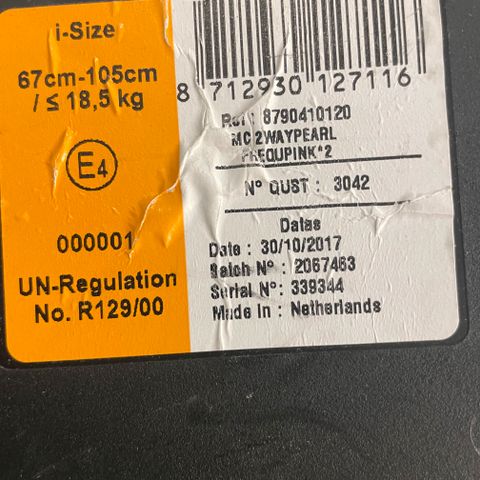 i-Size
67cm-105cm
/ ≤ 18,5 kg
E4
000001
UN-Regulation
No. R129/00
8 712930 127116
Ref : 8790410120
MC 2WAYPEARL
FREQUPINK*2
N° QUST : 3042
Datas
Date : 30/10/2017
Batch N° : 2067463
Serial N° : 339344
Made In : Netherlands